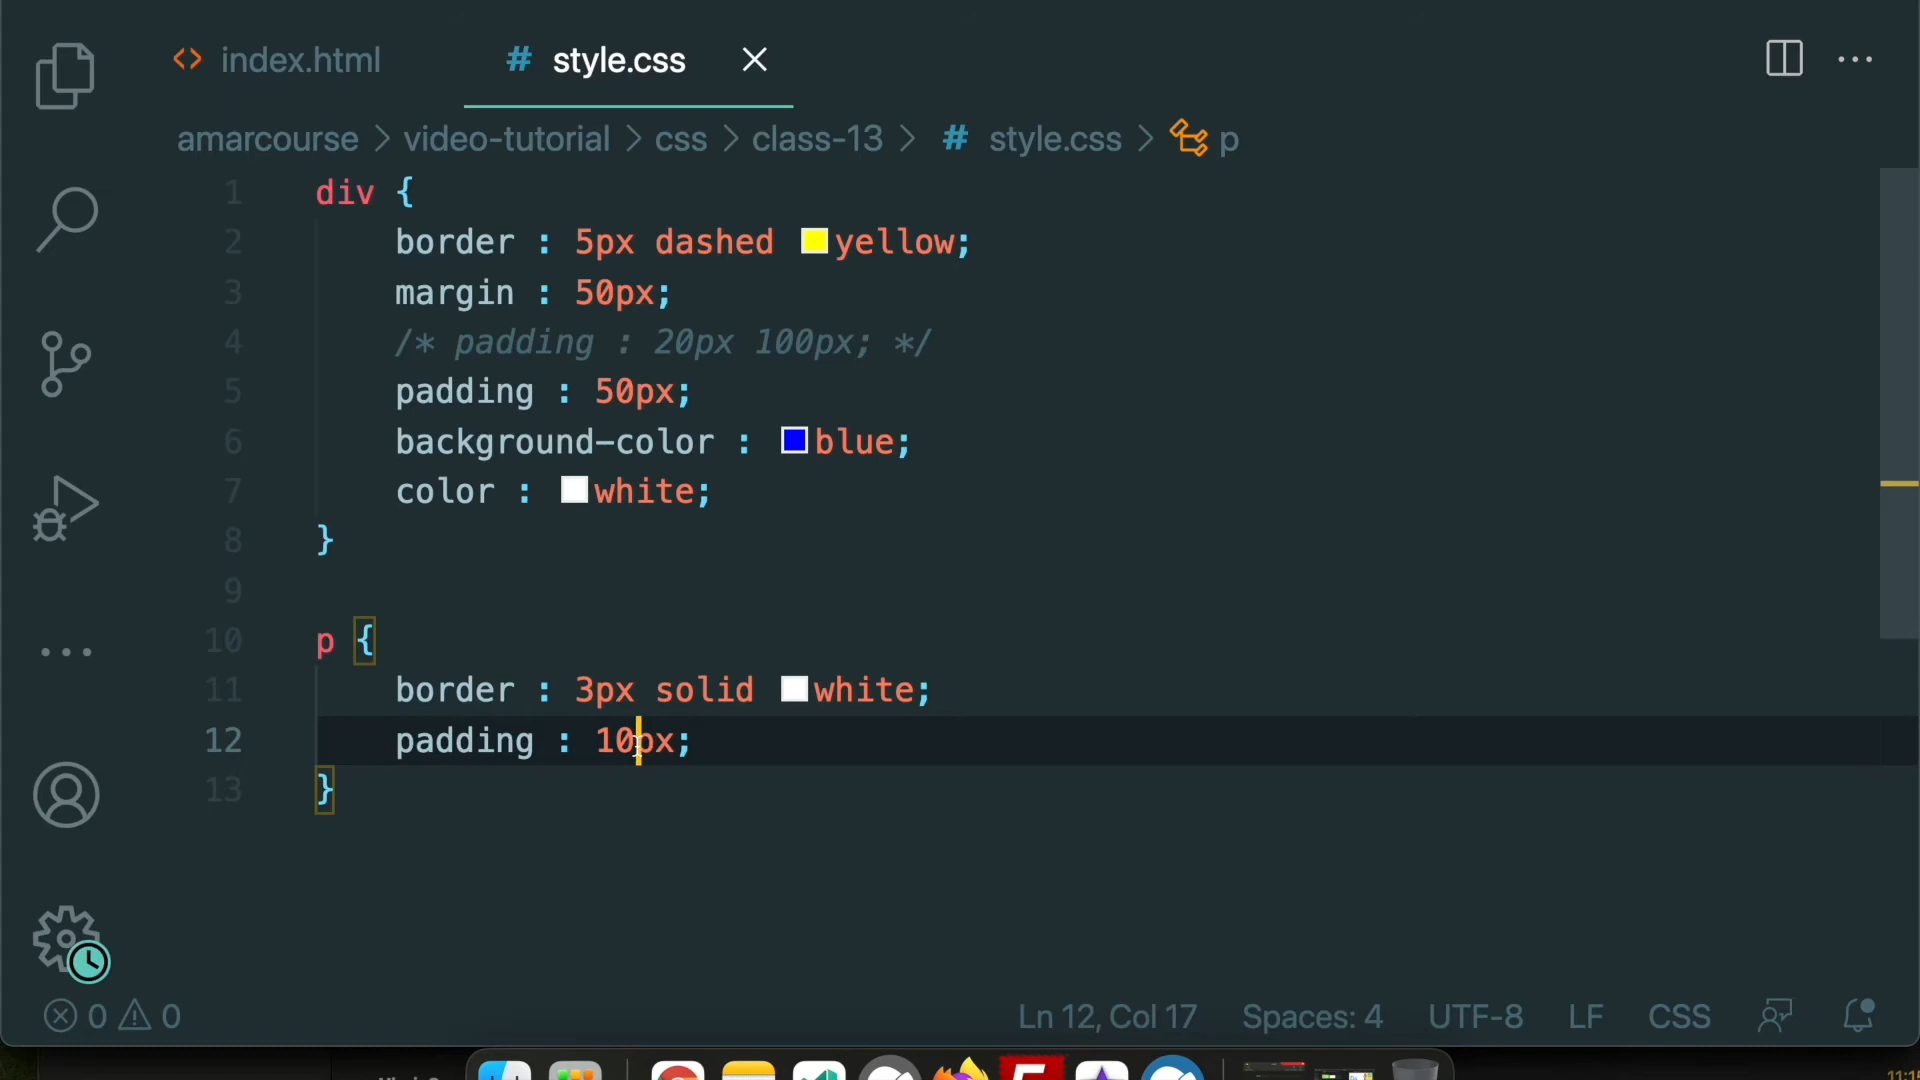 index.html
# style.css
amarcourse > video-tutorial > css > class-13 > # style.css > p
1 div {
2 border : 5px dashed yellow;
3 margin : 50px;
4 /* padding : 20px 100px; */
5 padding : 50px;
6 background-color : blue;
7 color : white;
8 }
9
10 p {
11 border : 3px solid white;
12 padding : 10px;
13 }
0 0
Ln 12, Col 17 Spaces: 4 UTF-8 LF CSS